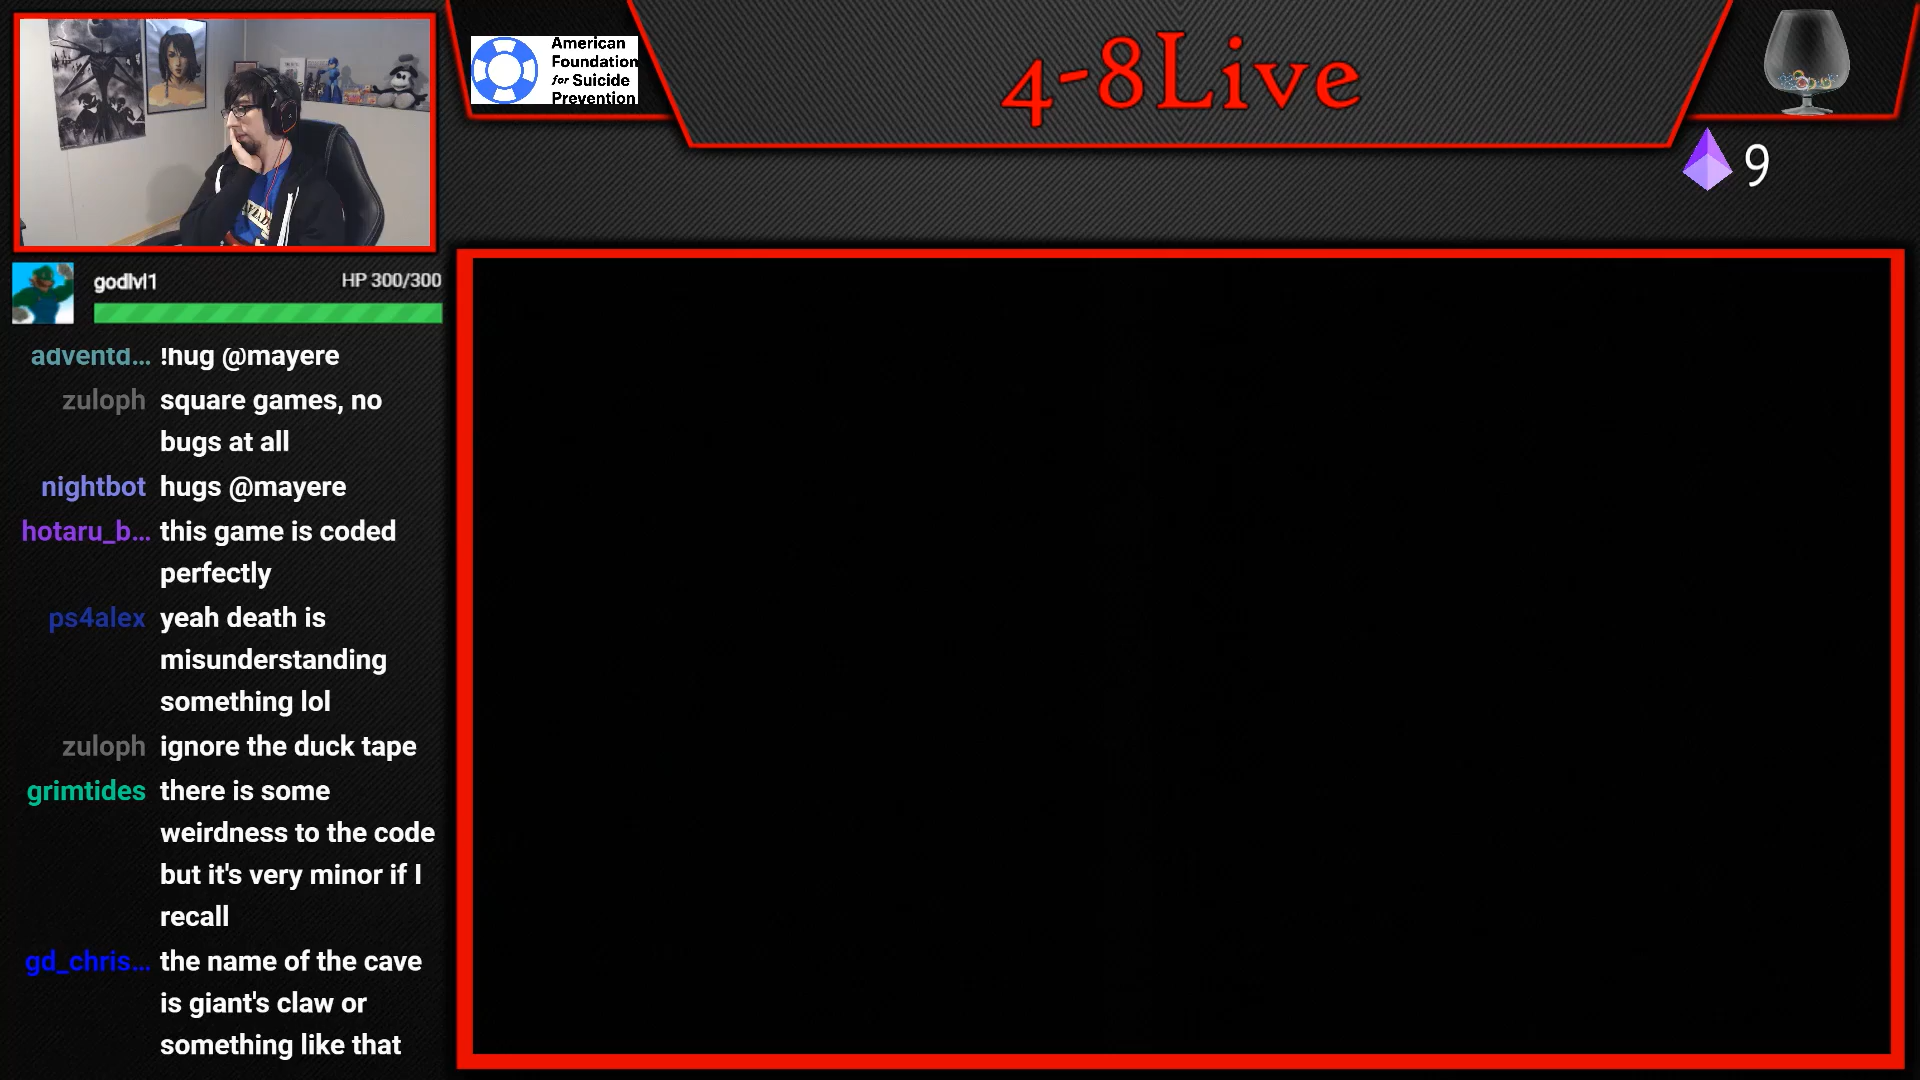 American
Foundation
for Suicide
Prevention
4-8Live
9
godlvl1 HP 300/300
adventd... !hug @mayere
zuloph square games, no
bugs at all
nightbot hugs @mayere
hotaru_b... this game is coded
perfectly
ps4alex yeah death is
misunderstanding
something lol
zuloph ignore the duck tape
grimtides there is some
weirdness to the code
but it's very minor if I
recall
gd_chris... the name of the cave
is giant's claw or
something like that